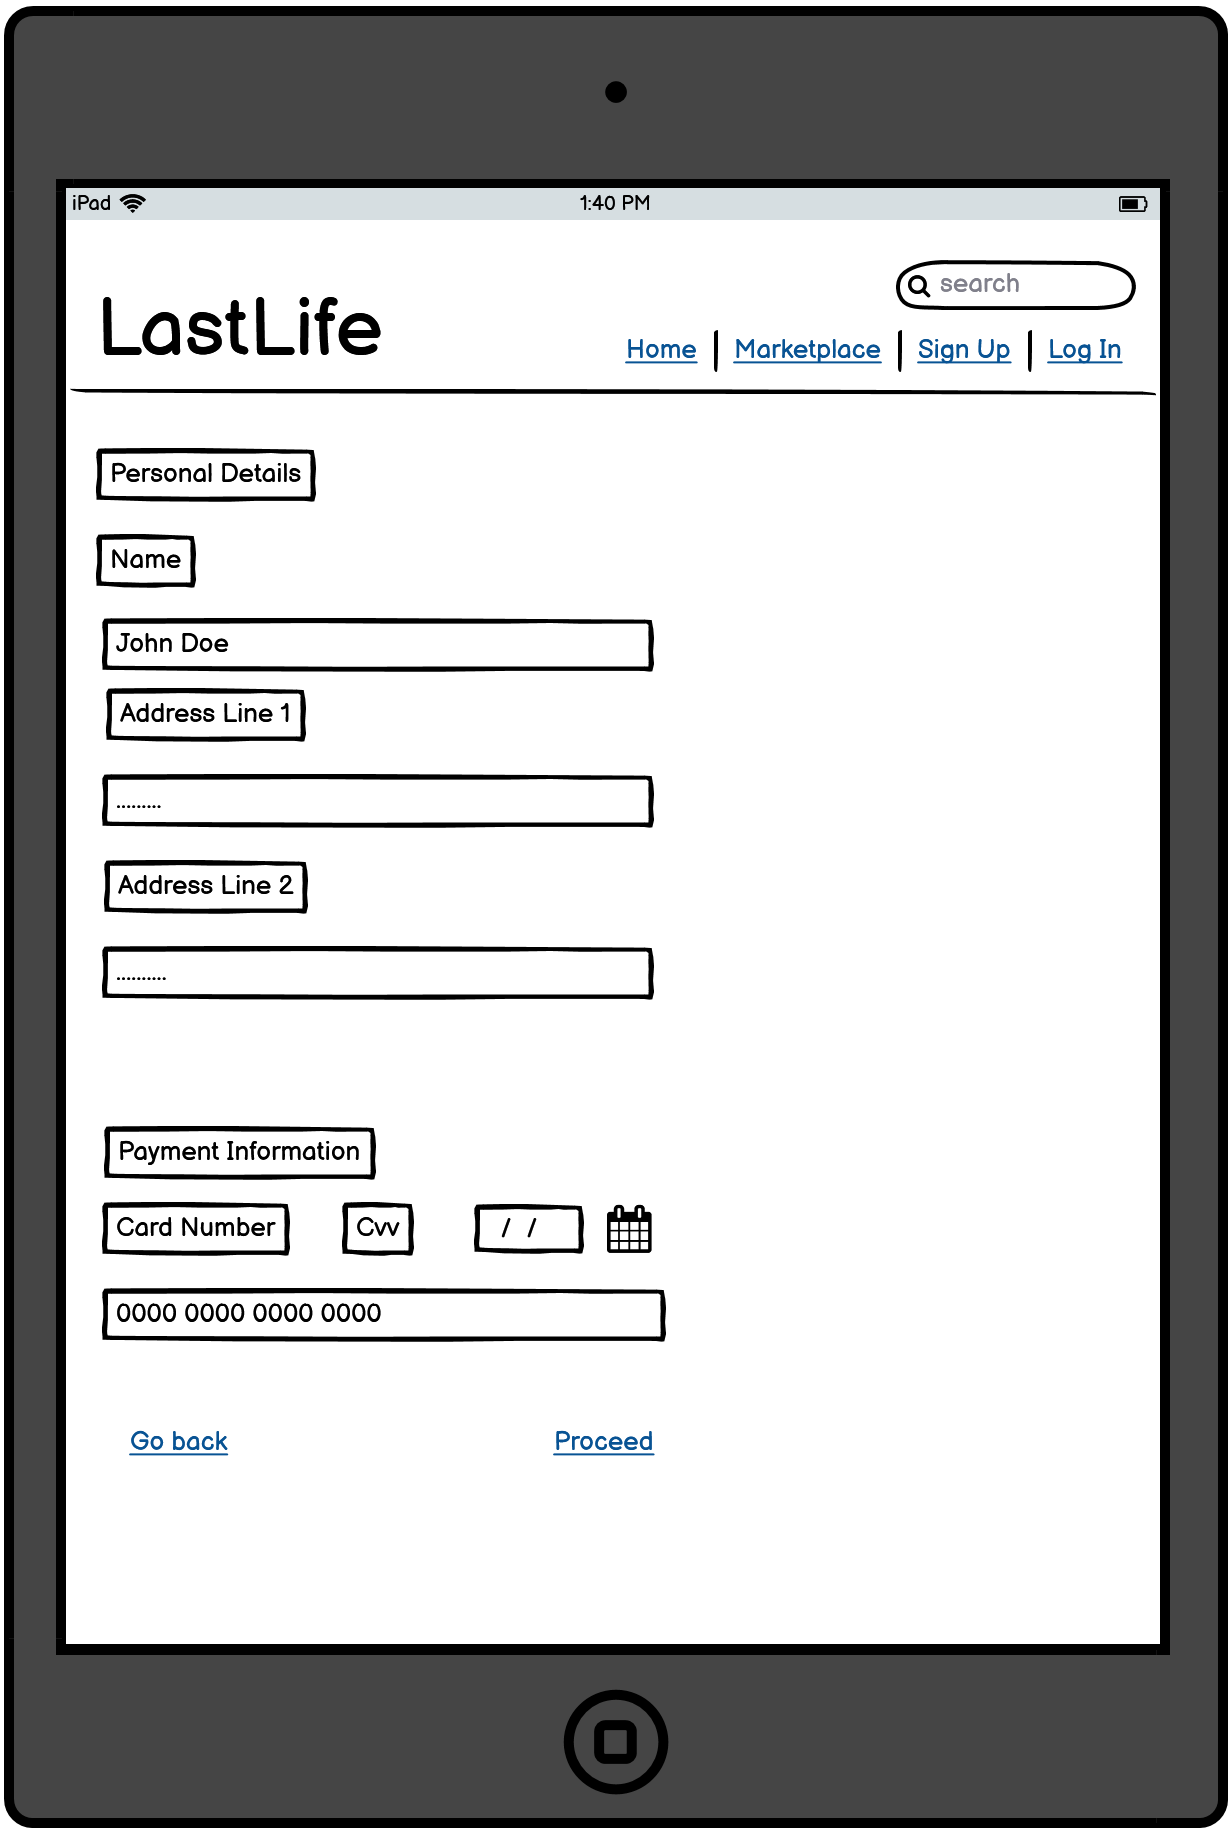 iPad 1:40 PM
search
LastLife
Home Marketplace Sign Up Log In
Personal Details
Name
John Doe
Address Line 1
.........
Address Line 2
..........
Payment Information
Card Number Cvv / /
0000 0000 0000 0000
Go back Proceed